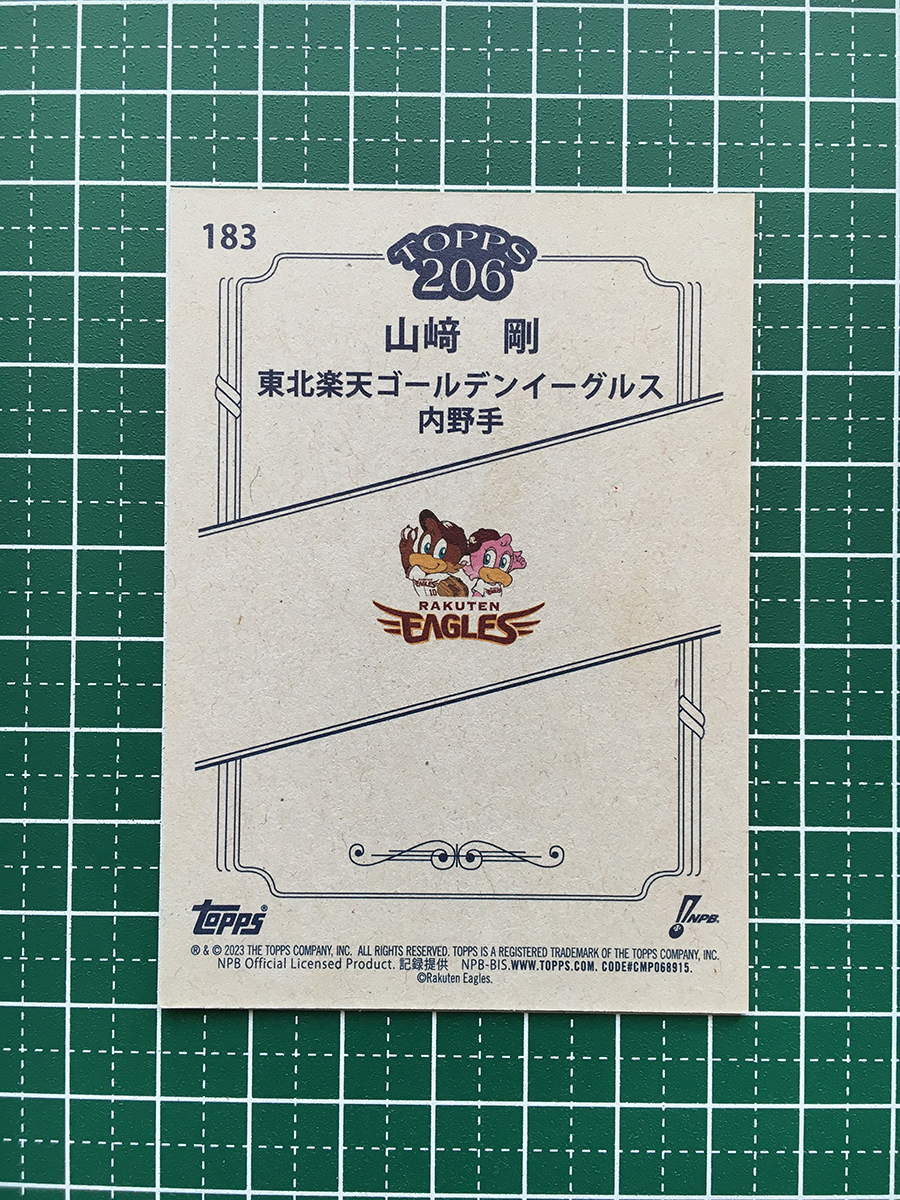 183
TOPPS
206
山﨑 剛
東北楽天ゴールデンイーグルス
内野手
EAGLES
10
RAKUTEN
EAGLES
topps®
NPB®
® & © 2023 THE TOPPS COMPANY, INC. ALL RIGHTS RESERVED. TOPPS IS A REGISTERED TRADEMARK OF THE TOPPS COMPANY, INC.
NPB Official Licensed Product. 記録提供 NPB-BIS.WWW.TOPPS.COM. CODE#CMP068915.
©Rakuten Eagles.